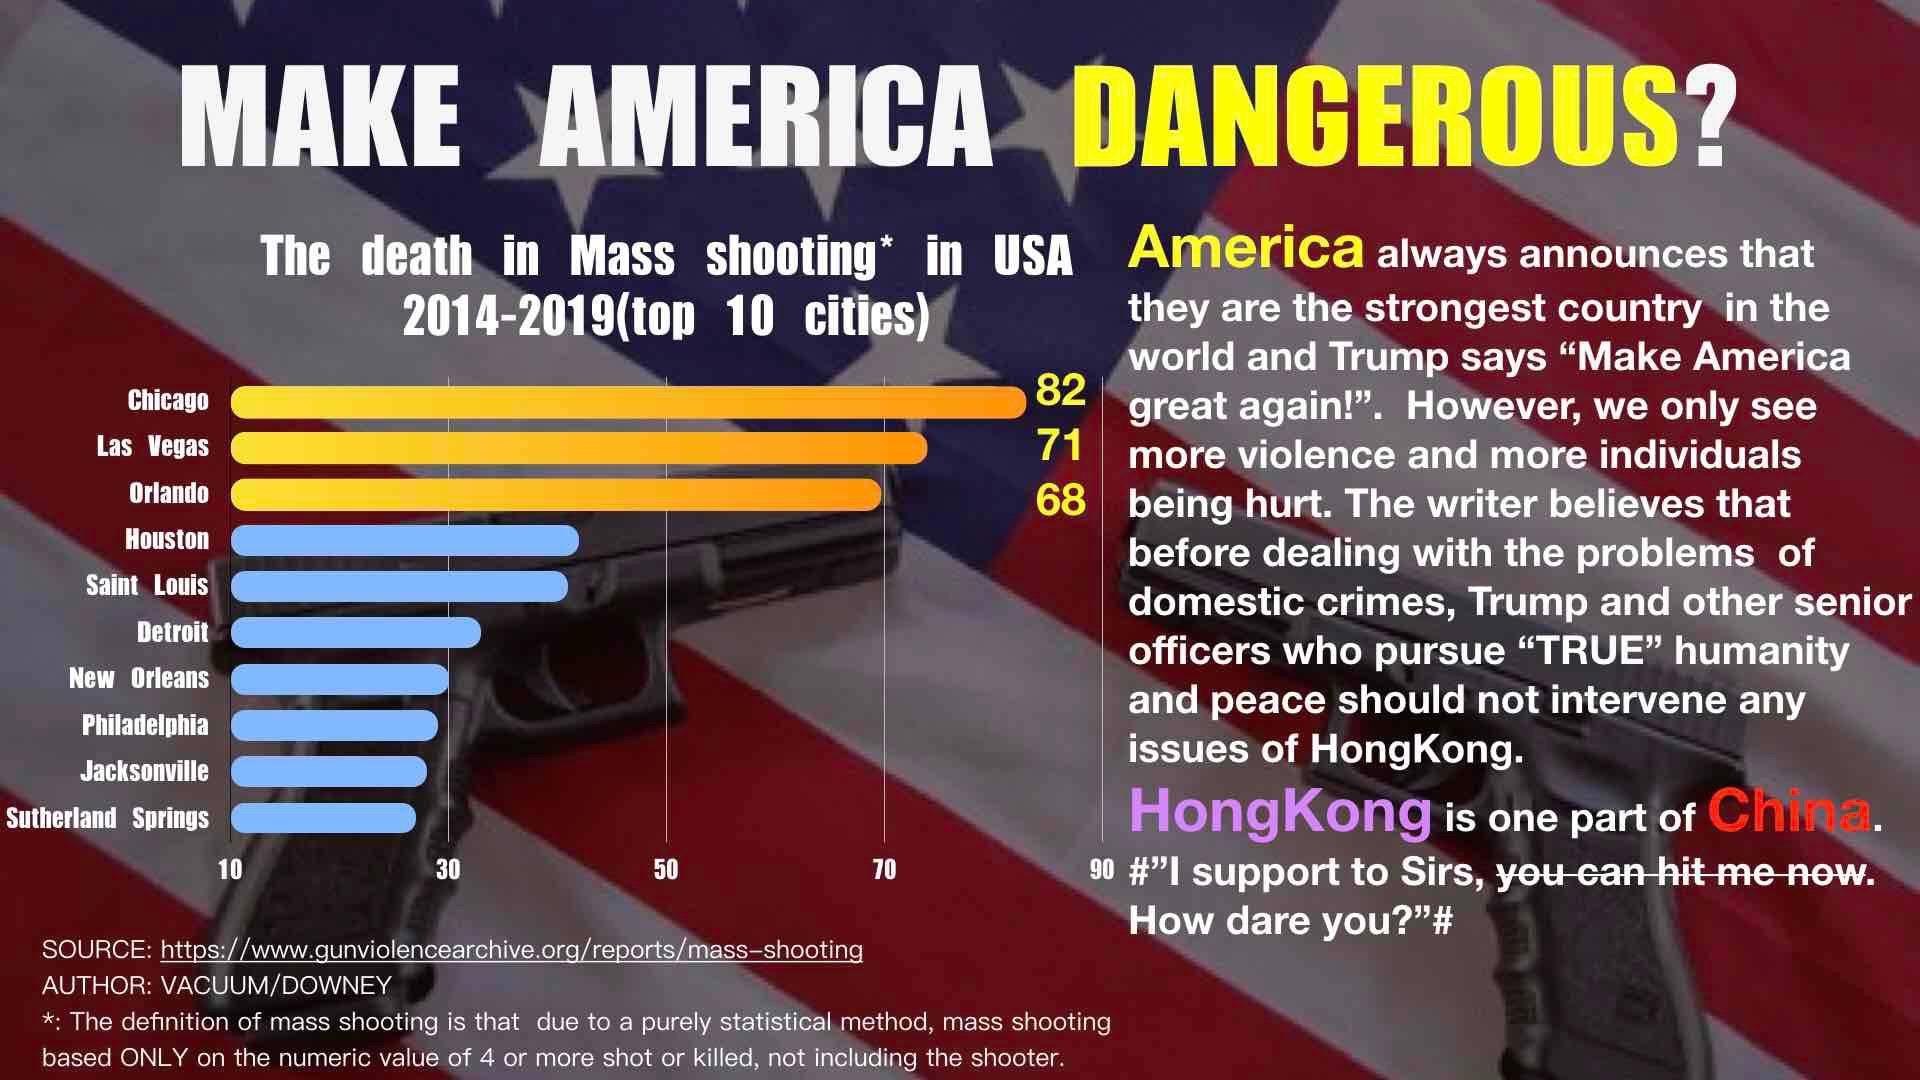 MAKE AMERICA DANGEROUS?
The death in Mass shooting* in USA
2014-2019(top 10 cities)
Chicago
82
Las Vegas
71
Orlando
68
Houston
Saint Louis
Detroit
New Orleans
Philadelphia
Jacksonville
Sutherland Springs
10 30 50 70 90
America always announces that
they are the strongest country in the
world and Trump says “Make America
great again!”. However, we only see
more violence and more individuals
being hurt. The writer believes that
before dealing with the problems of
domestic crimes, Trump and other senior
officers who pursue “TRUE” humanity
and peace should not intervene any
issues of HongKong.
HongKong is one part of China.
#”I support to Sirs, you can hit me now.
How dare you?”#
SOURCE: https://www.gunviolencearchive.org/reports/mass-shooting
AUTHOR: VACUUM/DOWNEY
*: The definition of mass shooting is that due to a purely statistical method, mass shooting
based ONLY on the numeric value of 4 or more shot or killed, not including the shooter.